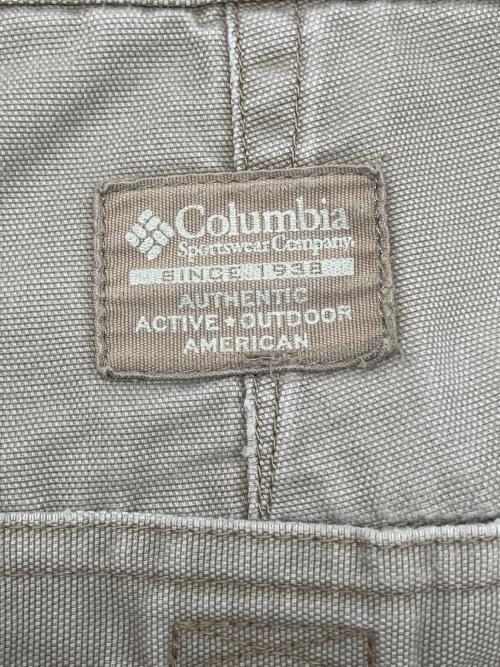 Columbia
Sportswear Company.
SINCE 1938
AUTHENTIC
ACTIVE ★ OUTDOOR
AMERICAN